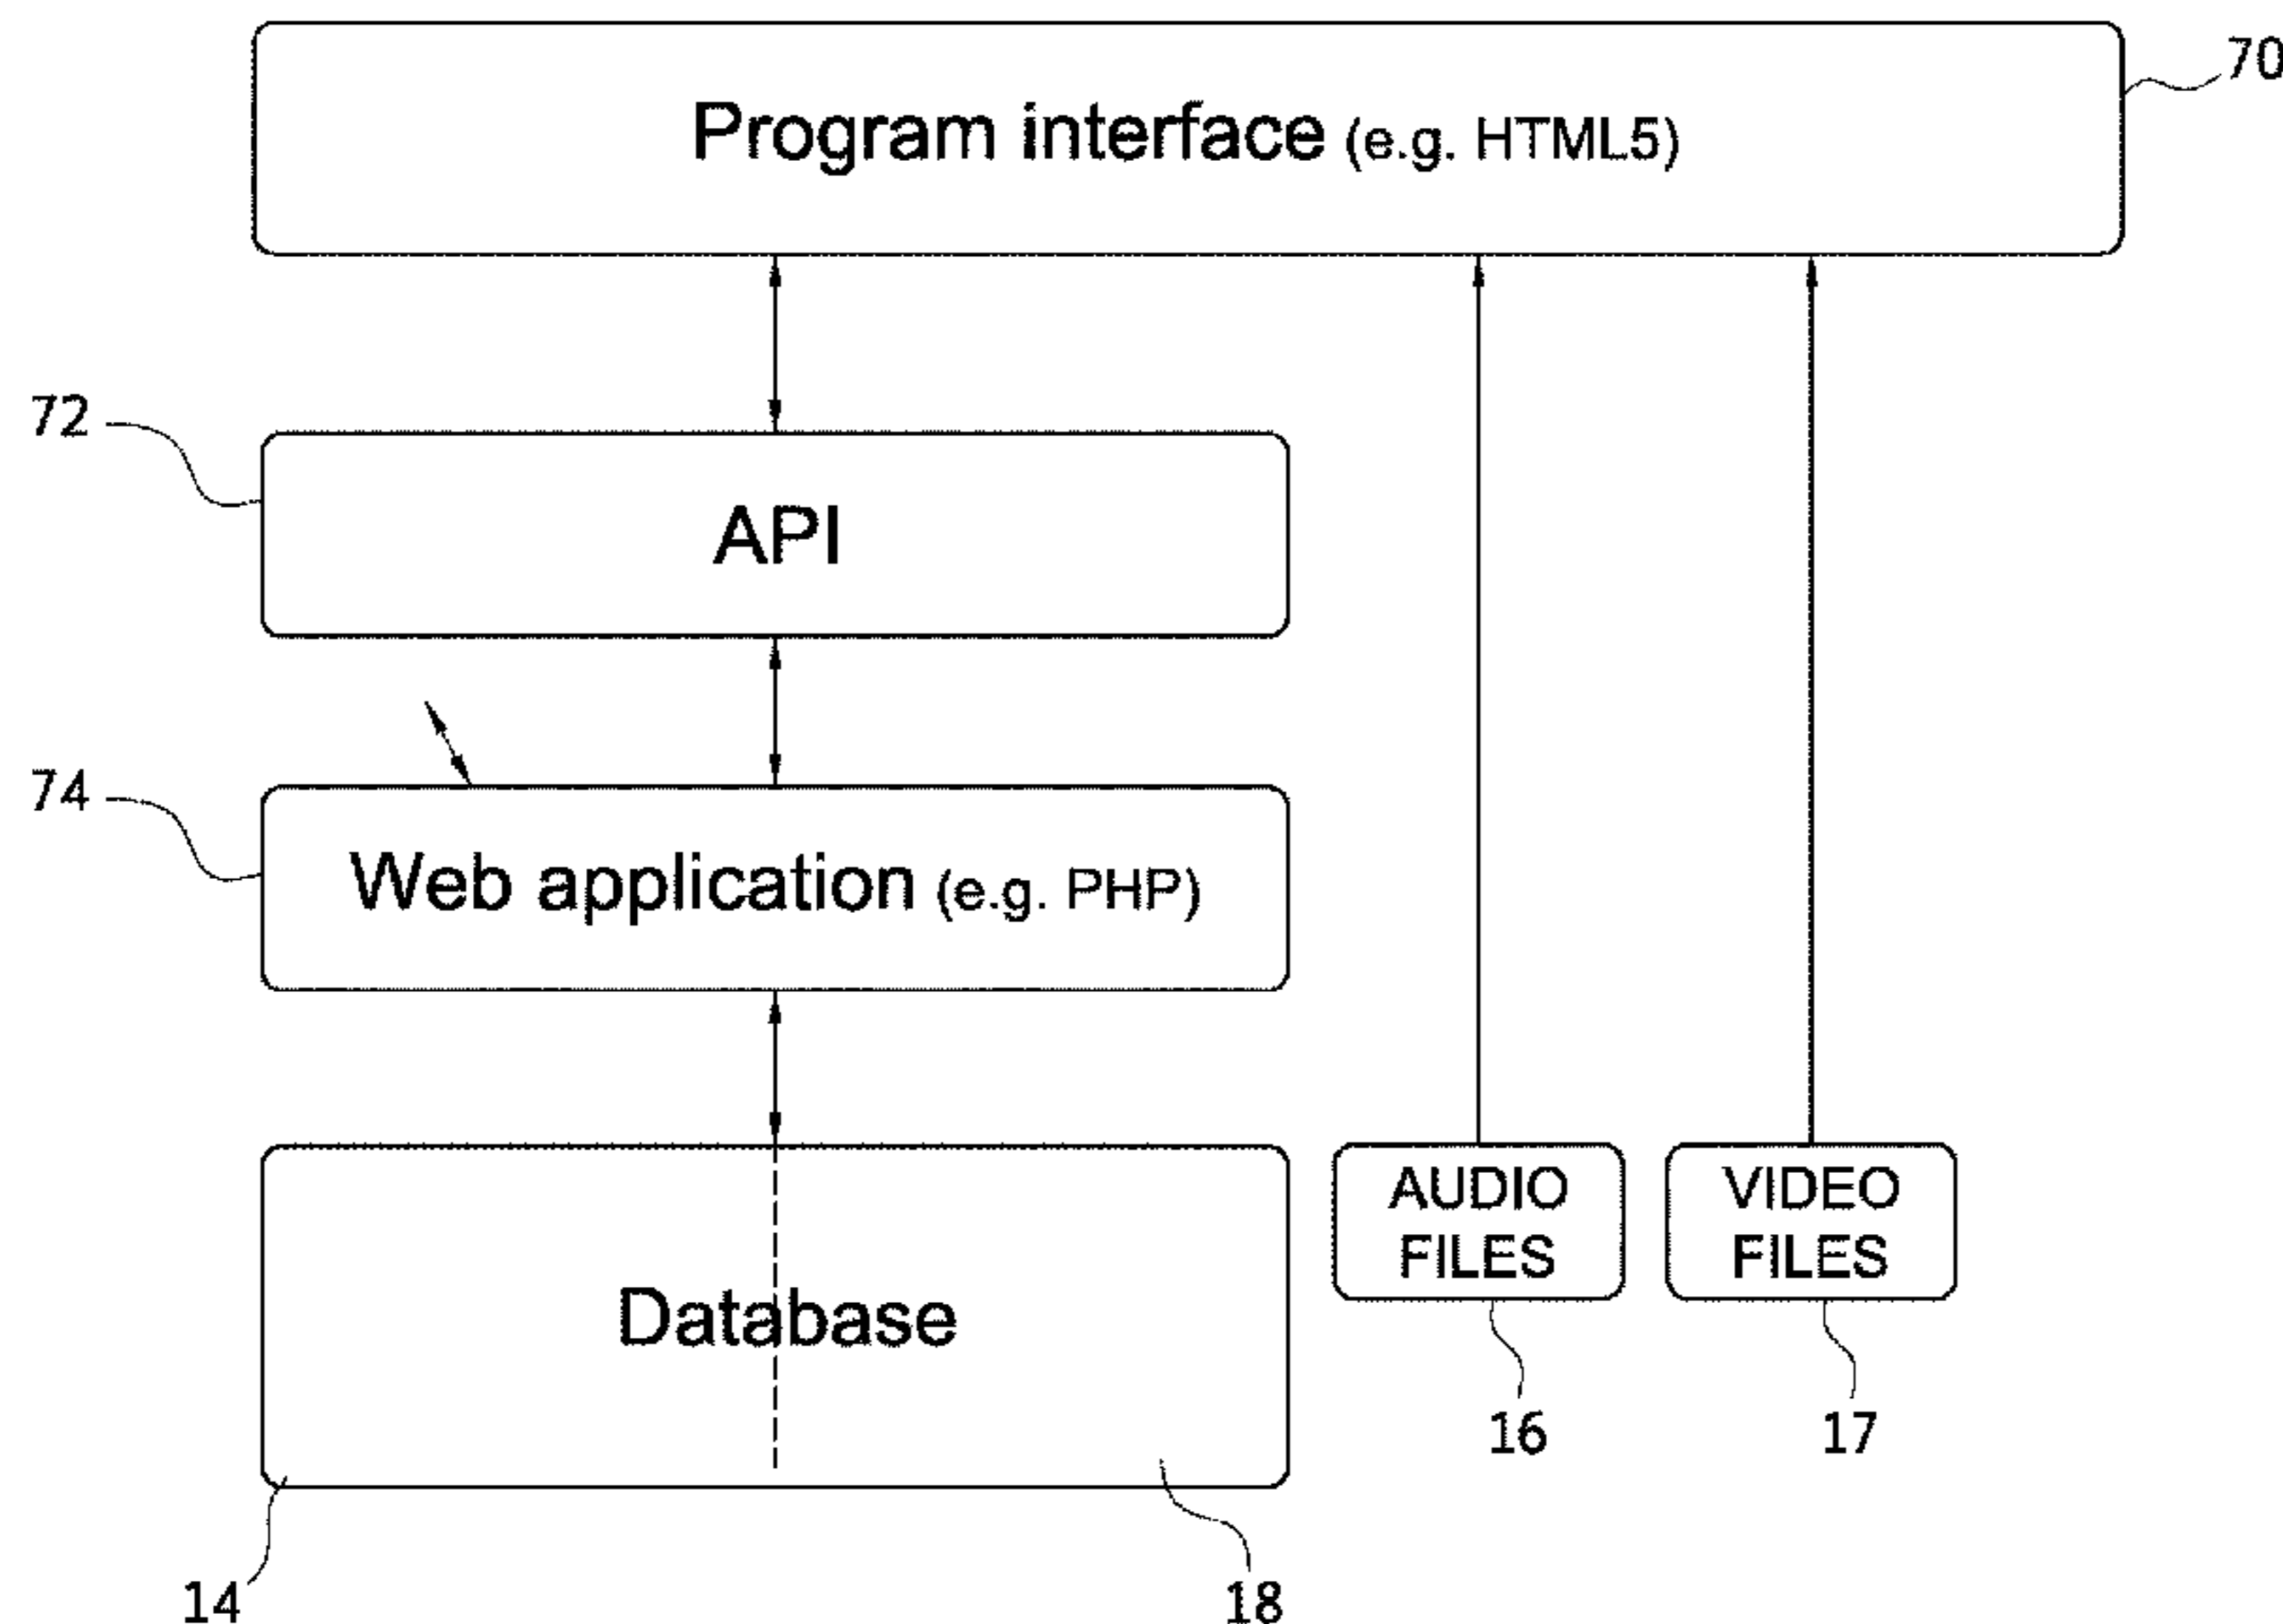 Program interface (e.g. HTML5)
70
72
API
74
Web application (e.g. PHP)
Database
AUDIO
FILES
VIDEO
FILES
16
17
14
18